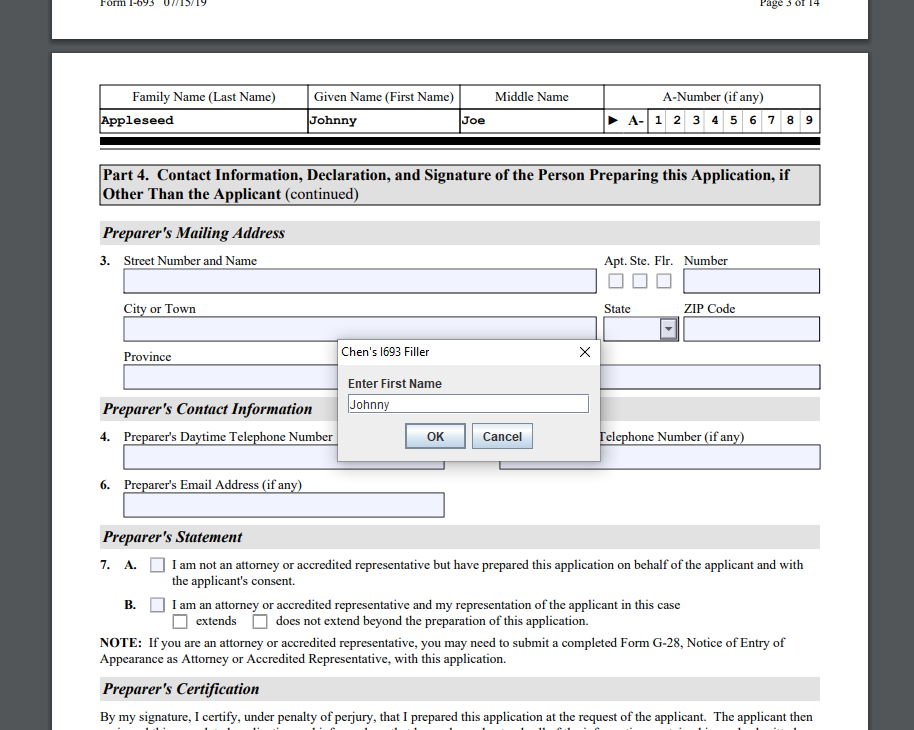 Form I-693 07/15/19 Page 3 of 14
Family Name (Last Name) Given Name (First Name) Middle Name A-Number (if any)
Appleseed Johnny Joe ► A- 1 2 3 4 5 6 7 8 9
Part 4. Contact Information, Declaration, and Signature of the Person Preparing this Application, if
Other Than the Applicant (continued)
Preparer's Mailing Address
3. Street Number and Name Apt. Ste. Flr. Number
City or Town State ZIP Code
Province
Chen's I693 Filler
Enter First Name
Johnny
OK Cancel
Preparer's Contact Information
4. Preparer's Daytime Telephone Number Telephone Number (if any)
6. Preparer's Email Address (if any)
Preparer's Statement
7. A. I am not an attorney or accredited representative but have prepared this application on behalf of the applicant and with
the applicant's consent.
B. I am an attorney or accredited representative and my representation of the applicant in this case
extends does not extend beyond the preparation of this application.
NOTE: If you are an attorney or accredited representative, you may need to submit a completed Form G-28, Notice of Entry of
Appearance as Attorney or Accredited Representative, with this application.
Preparer's Certification
By my signature, I certify, under penalty of perjury, that I prepared this application at the request of the applicant. The applicant then